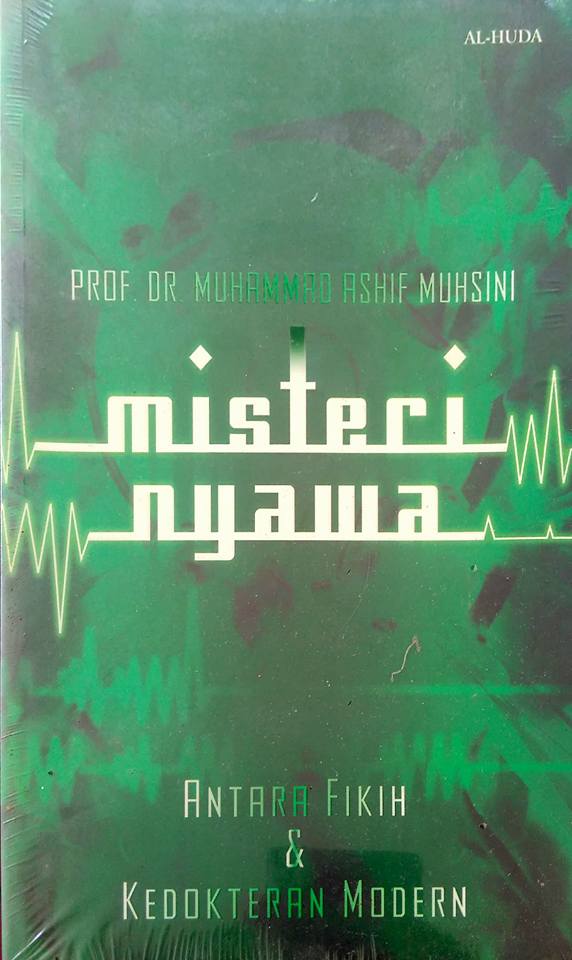 AL-HUDA
PROF. DR. MUHAMMAD ASHIF MUHSINI
misteri
nyawa
ANTARA FIKIH
&
KEDOKTERAN MODERN